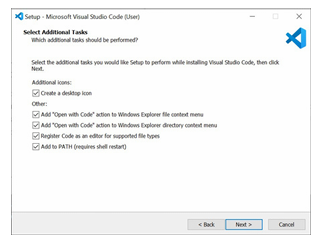 Setup - Microsoft Visual Studio Code (User)
Select Additional Tasks
Which additional tasks should be performed?
Select the additional tasks you would like Setup to perform while installing Visual Studio Code, then click
Next.
Additional icons:
Create a desktop icon
Other:
Add "Open with Code" action to Windows Explorer file context menu
Add "Open with Code" action to Windows Explorer directory context menu
Register Code as an editor for supported file types
Add to PATH (requires shell restart)
< Back Next > Cancel